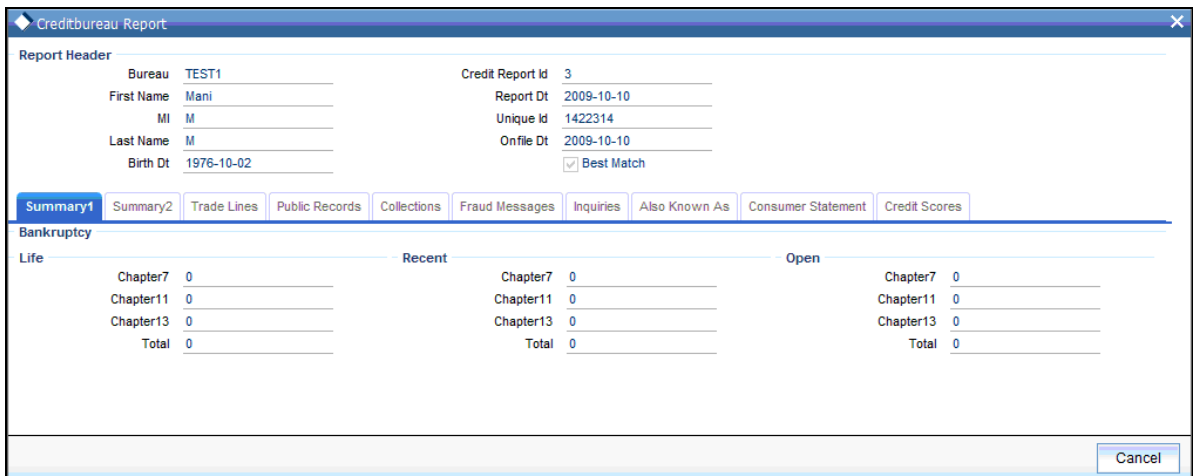 Creditbureau Report
Report Header
Bureau TEST1 Credit Report Id 3
First Name Mani Report Dt 2009-10-10
MI M Unique Id 1422314
Last Name M Onfile Dt 2009-10-10
Birth Dt 1976-10-02 Best Match
Summary1 Summary2 Trade Lines Public Records Collections Fraud Messages Inquiries Also Known As Consumer Statement Credit Scores
Bankruptcy
Life Recent Open
Chapter7 0 Chapter7 0 Chapter7 0
Chapter11 0 Chapter11 0 Chapter11 0
Chapter13 0 Chapter13 0 Chapter13 0
Total 0 Total 0 Total 0
Cancel